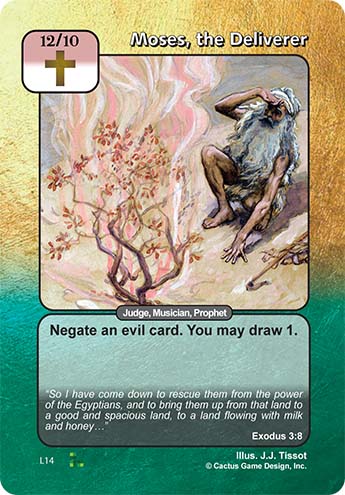 12/10
Moses, the Deliverer
Judge, Musician, Prophet
Negate an evil card. You may draw 1.
“So I have come down to rescue them from the power
of the Egyptians, and to bring them up from that land to
a good and spacious land, to a land flowing with milk
and honey…”
Exodus 3:8
L14
Illus. J.J. Tissot
© Cactus Game Design, Inc.